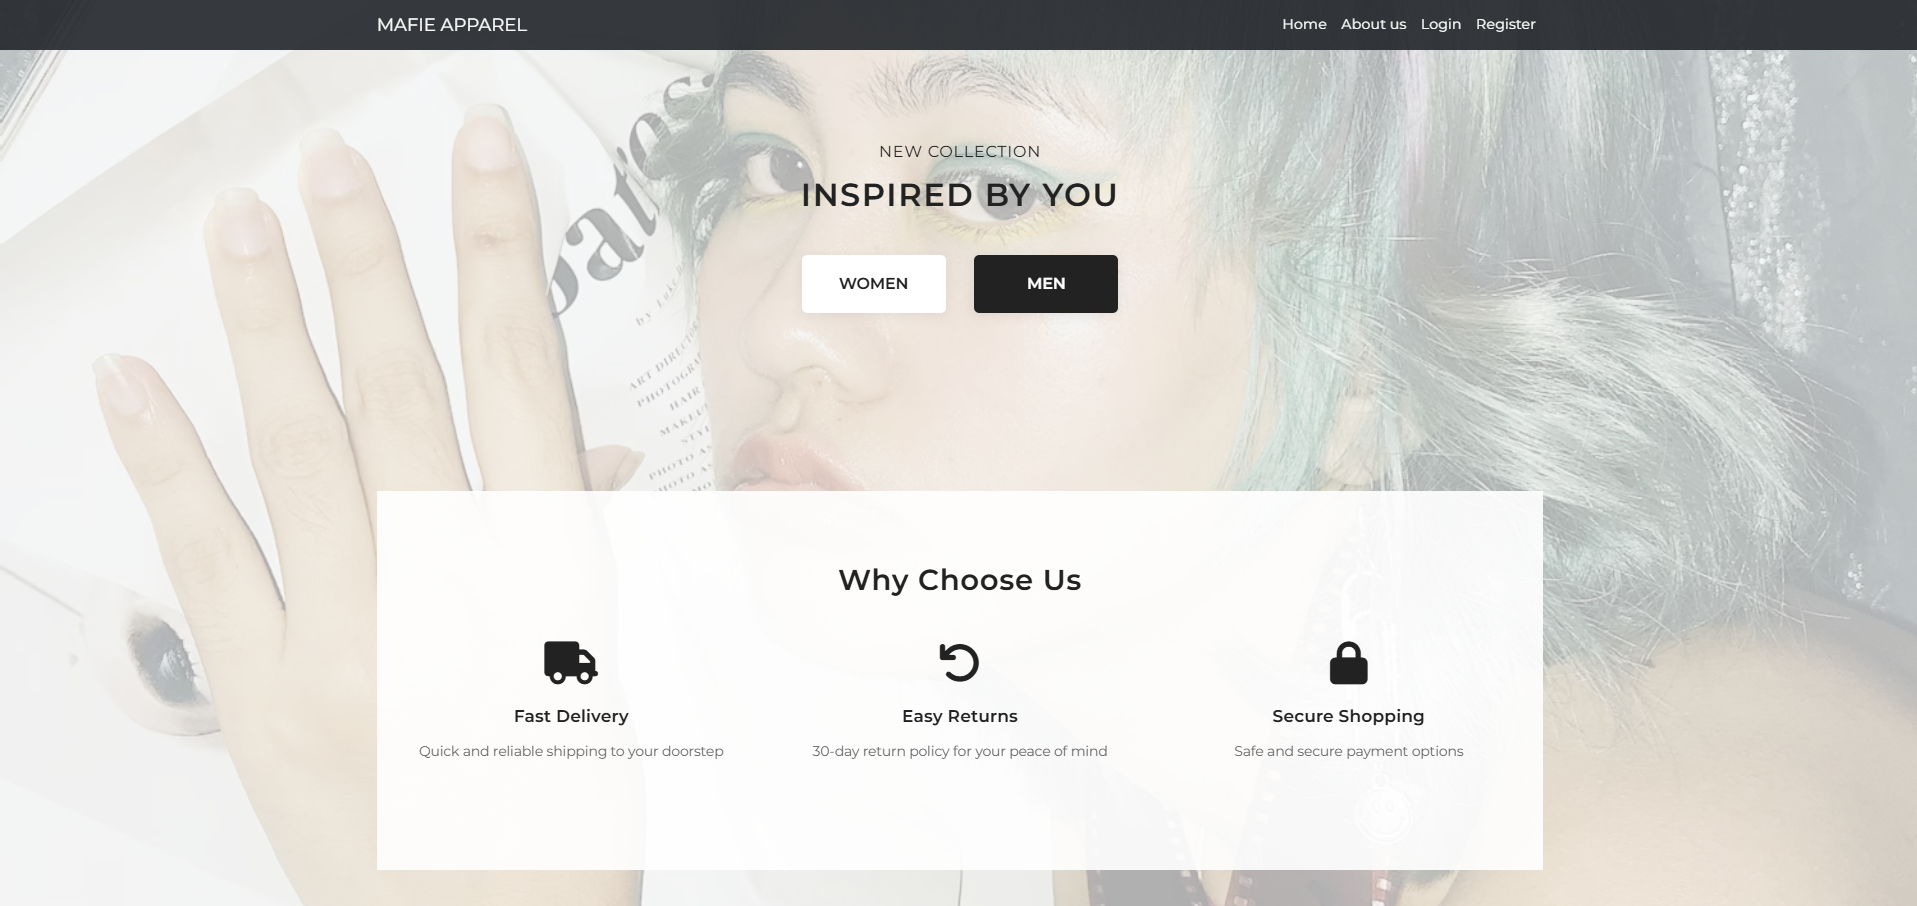 MAFIE APPAREL
Home About us Login Register
NEW COLLECTION
INSPIRED BY YOU
WOMEN MEN
ART DIRECTOR
Why Choose Us
Fast Delivery Easy Returns Secure Shopping
Quick and reliable shipping to your doorstep 30-day return policy for your peace of mind Safe and secure payment options